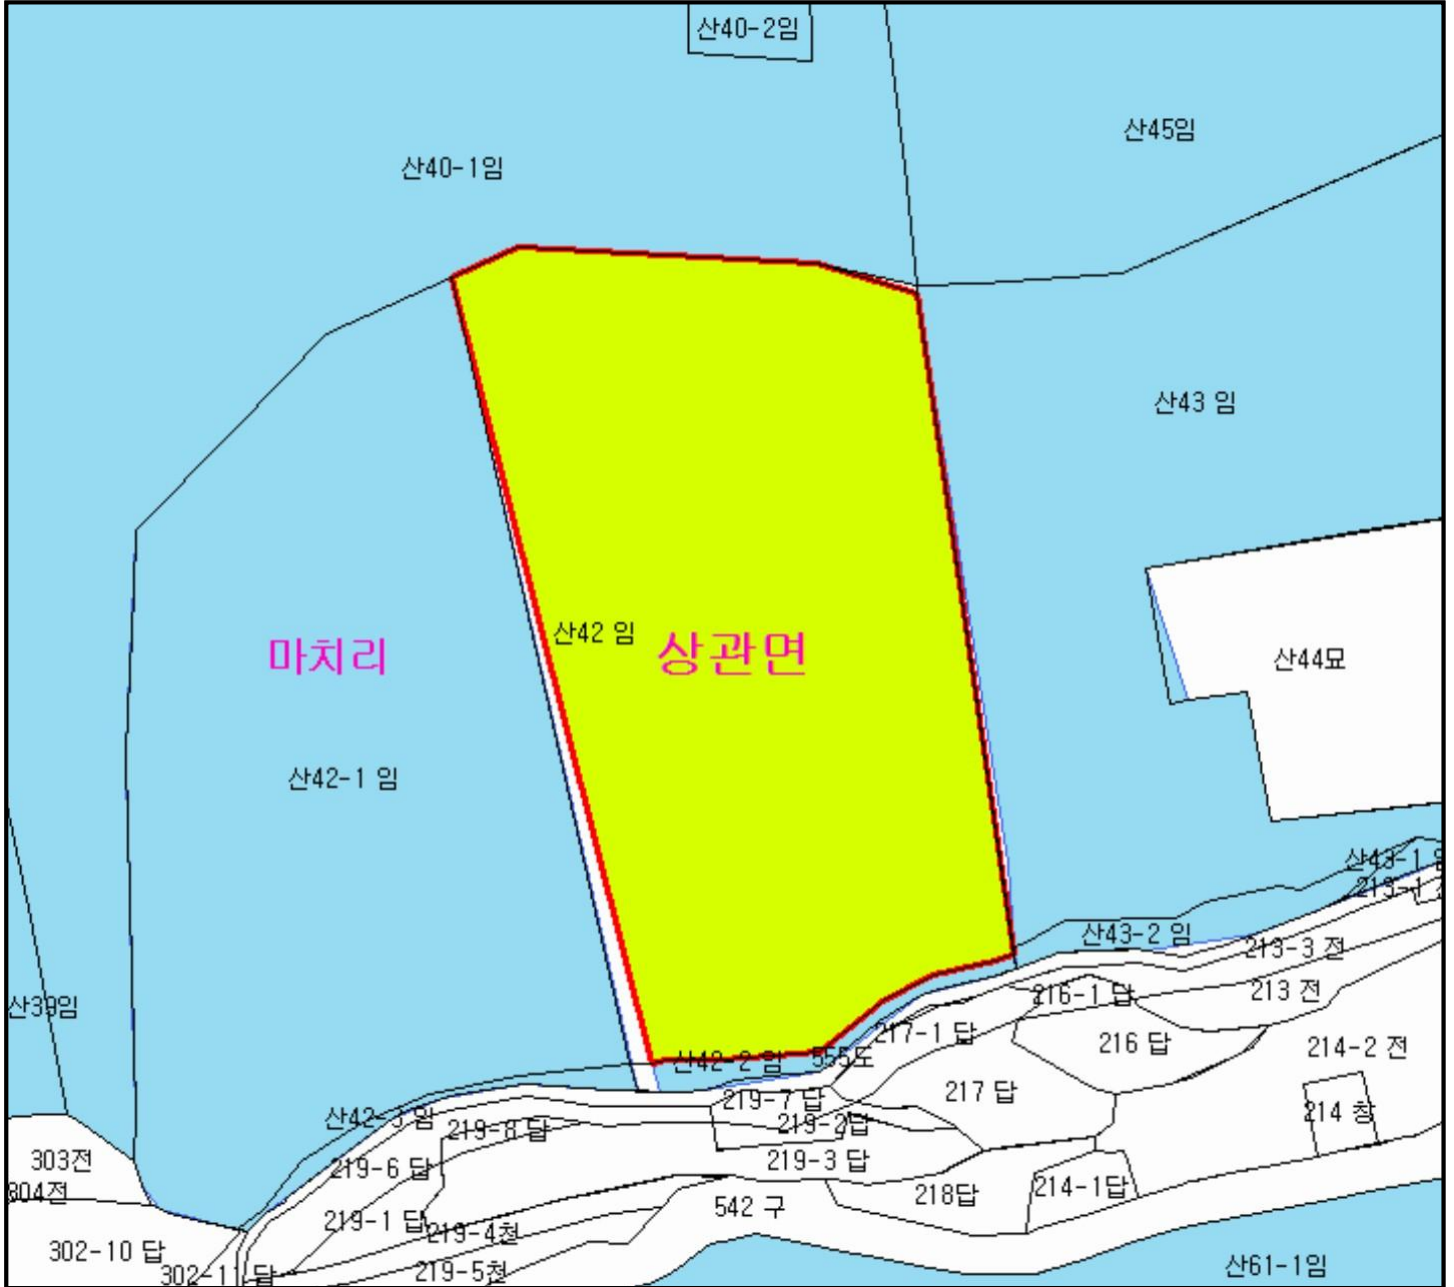 산40-2임
산45임
산40-1임
산43 임
산42 임
상관면
마치리
산44묘
산42-1 임
산43-1 임
213-1
산43-2 임
213-3 전
산39임
216-1 답
213 전
217-1 답
216 답
214-2 전
산42-2 임
555도
217 답
219-7 답
214 창
산42-3 임
219-8 답
219-2답
303전
219-6 답
219-3 답
304전
214-1답
218답
542 구
219-1 답
219-4천
302-10 답
302-11 답
219-5천
산61-1임